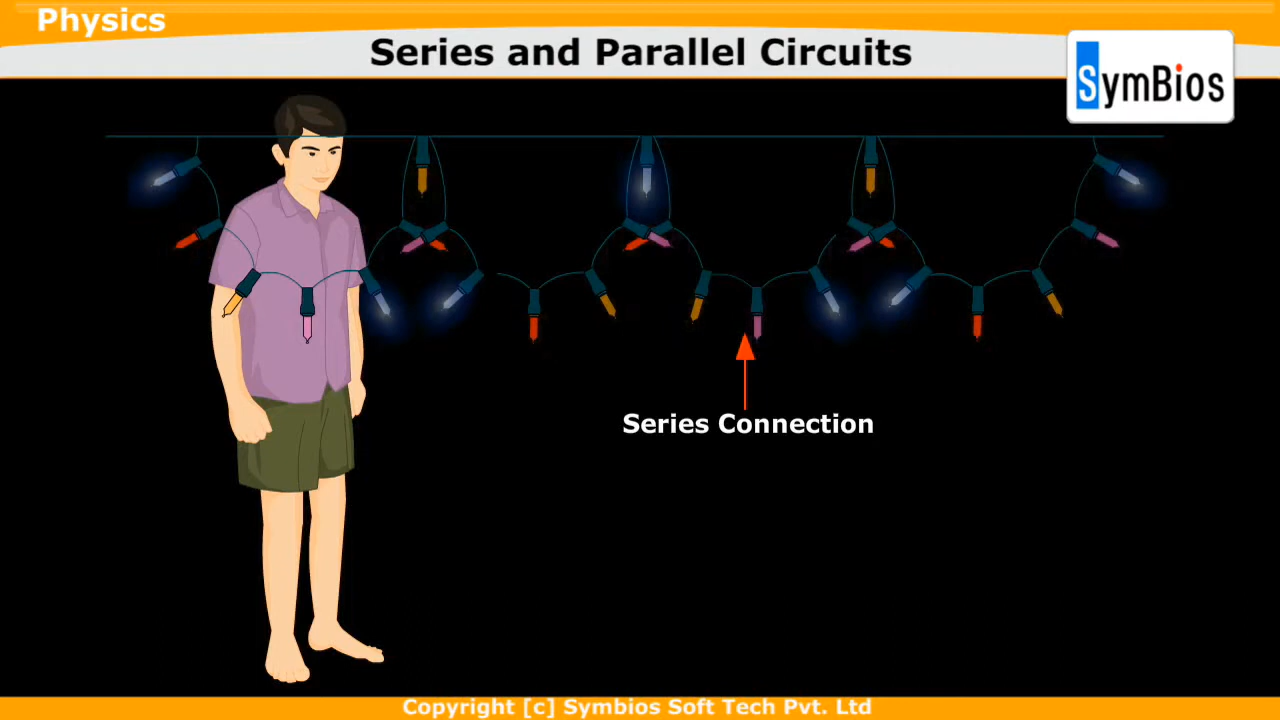 Physics
Series and Parallel Circuits
SymBios
Series Connection
Copyright [c] Symbios Soft Tech Pvt. Ltd